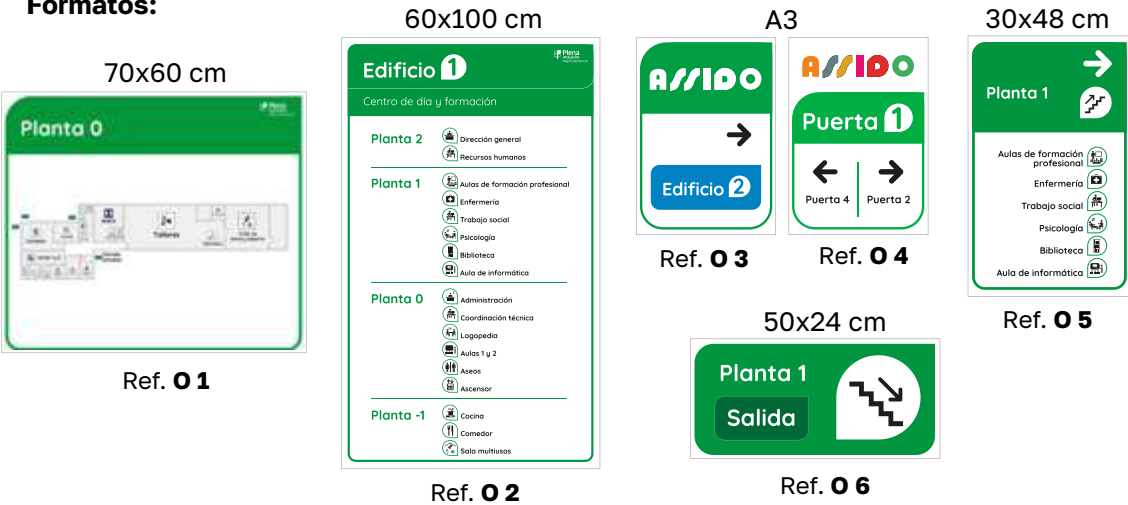 Formatos:
70x60 cm
Planta 0
Talleres
Ref. O 1
60x100 cm
Edificio 1
Plena
inclusión
Centro de día y formación
Planta 2
Dirección general
Recursos humanos
Planta 1
Aulas de formación profesional
Enfermería
Trabajo social
Psicología
Biblioteca
Aula de informática
Planta 0
Administración
Coordinación técnica
Logopedia
Aulas 1 y 2
Aseos
Ascensor
Planta -1
Cocina
Comedor
Sala multiusos
Ref. O 2
A3
ASSIDO
Edificio 2
Ref. O 3
ASSIDO
Puerta 1
Puerta 4
Puerta 2
Ref. O 4
30x48 cm
Planta 1
Aulas de formación
profesional
Enfermería
Trabajo social
Psicología
Biblioteca
Aula de informática
Ref. O 5
50x24 cm
Planta 1
Salida
Ref. O 6